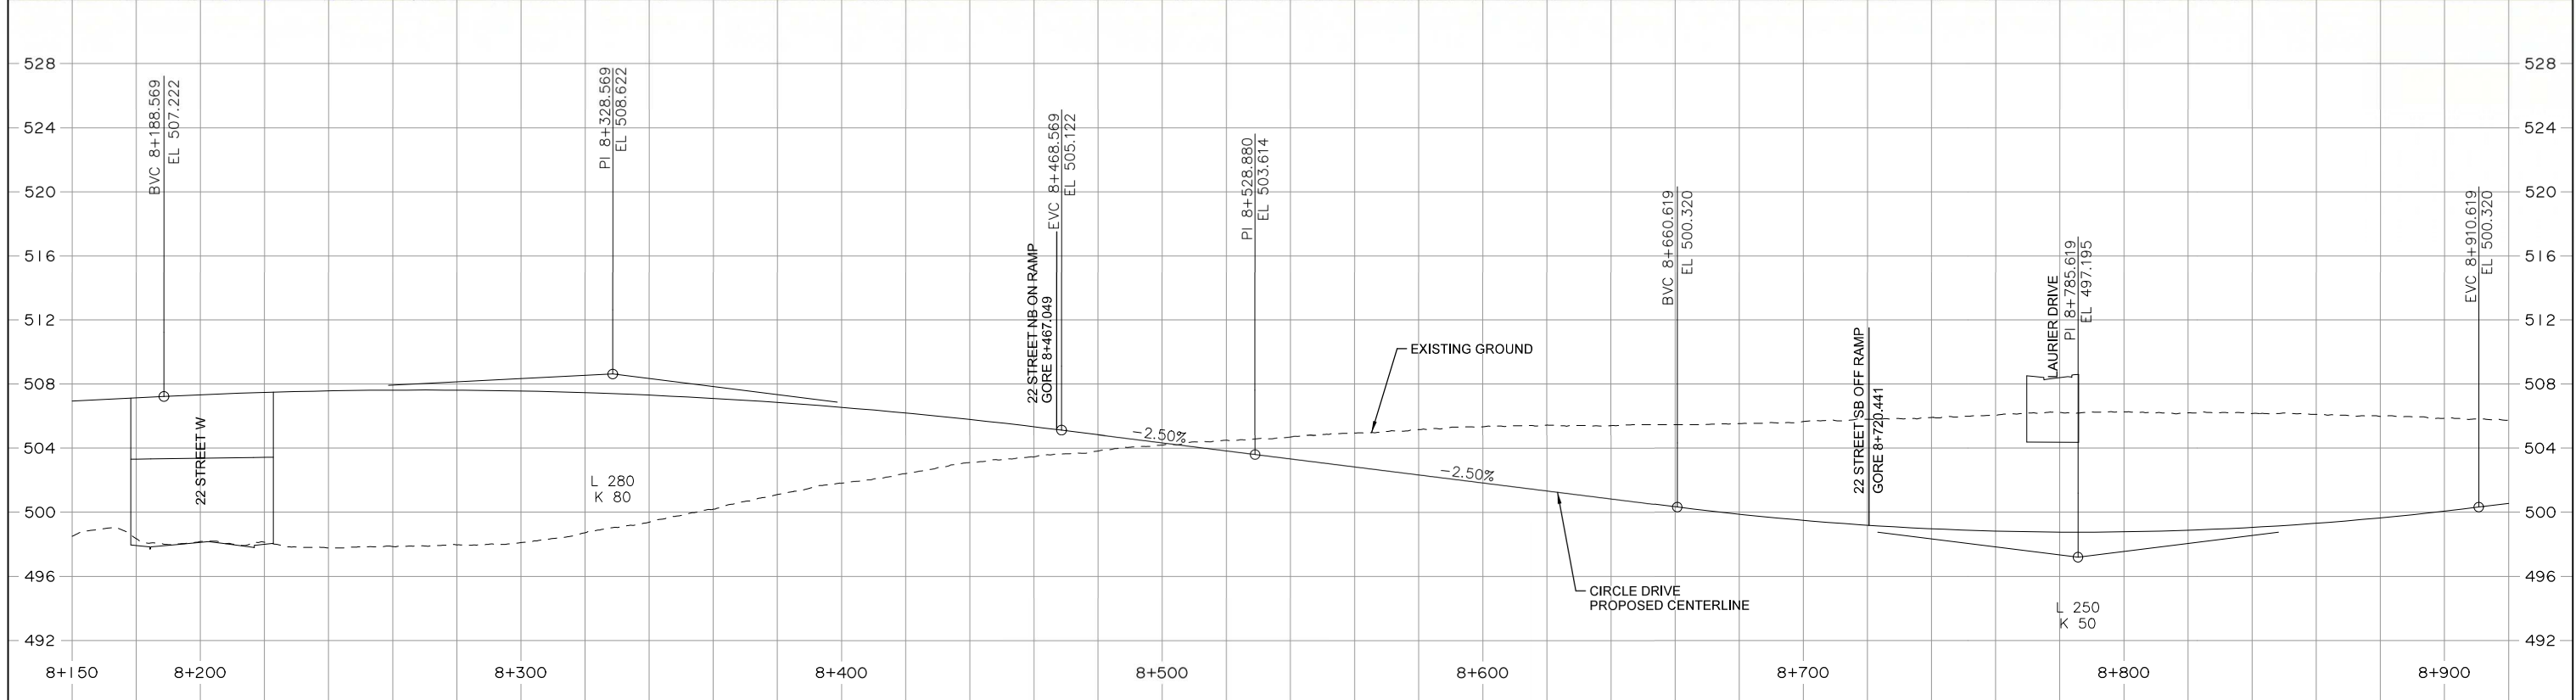 528
528
524
524
520
520
516
516
512
512
508
508
504
504
500
500
496
496
492
492
BVC 8+188.569
EL 507.222
PI 8+328.569
EL 508.622
EVC 8+468.569
EL 505.122
22 STREET NB ON RAMP
GORE 8+467.049
PI 8+528.880
EL 503.614
BVC 8+660.619
EL 500.320
22 STREET SB OFF RAMP
GORE 8+720.441
LAURIER DRIVE
PI 8+785.619
EL 497.195
EVC 8+910.619
EL 500.320
22 STREET W
L 280
K 80
-2.50%
EXISTING GROUND
-2.50%
CIRCLE DRIVE
PROPOSED CENTERLINE
L 250
K 50
8+150
8+200
8+300
8+400
8+500
8+600
8+700
8+800
8+900